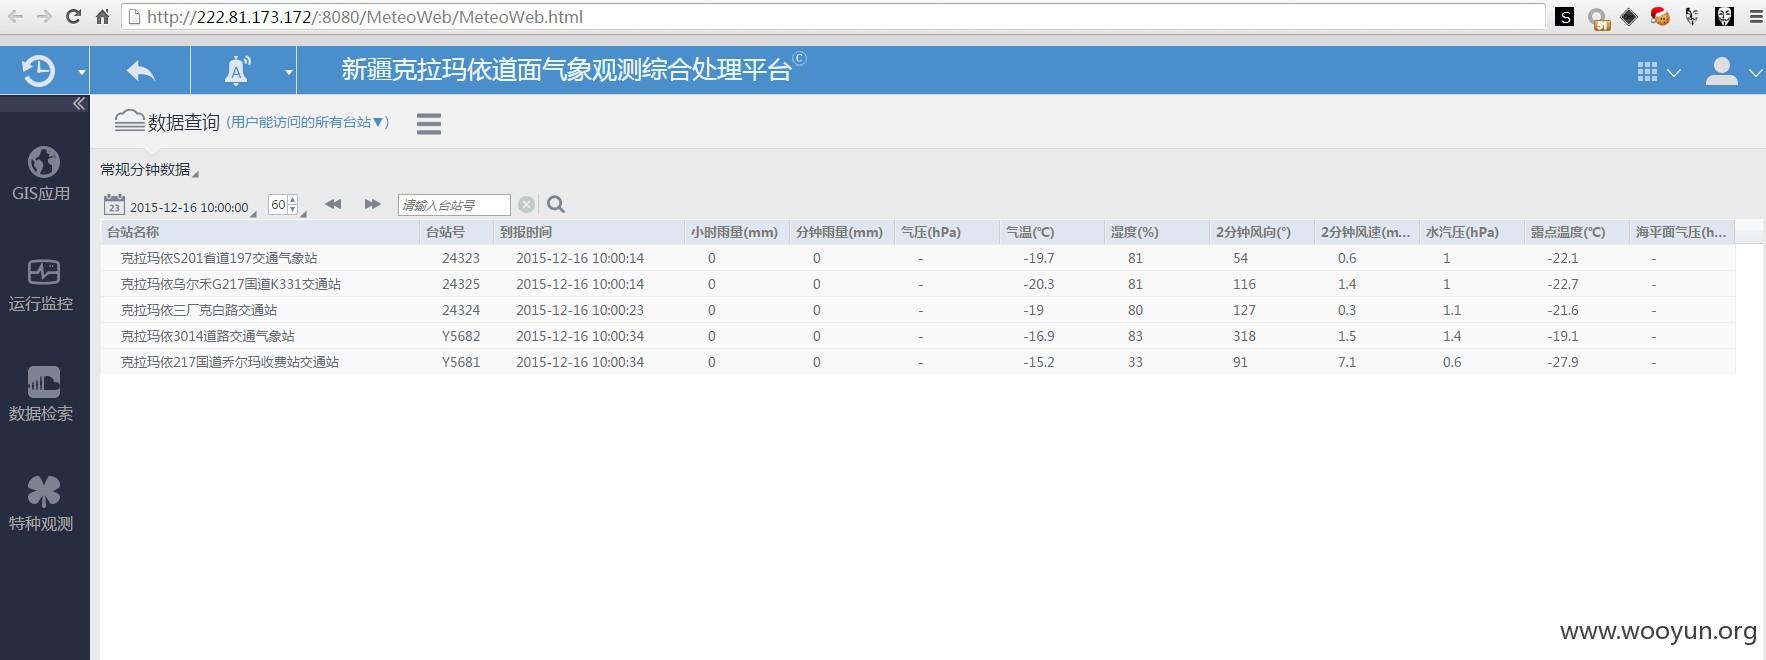 http://222.81.173.172/:8080/MeteoWeb/MeteoWeb.html
新疆克拉玛依道面气象观测综合处理平台©
数据查询 (用户能访问的所有台站▼)
GIS应用
运行监控
数据检索
特种观测
常规分钟数据
23 2015-12-16 10:00:00 60 请输入台站号
台站名称 台站号 到报时间 小时雨量(mm) 分钟雨量(mm) 气压(hPa) 气温(℃) 湿度(%) 2分钟风向(°) 2分钟风速(m... 水汽压(hPa) 露点温度(℃) 海平面气压(h...
克拉玛依S201省道197交通气象站 24323 2015-12-16 10:00:14 0 0 - -19.7 81 54 0.6 1 -22.1 -
克拉玛依乌尔禾G217国道K331交通站 24325 2015-12-16 10:00:14 0 0 - -20.3 81 116 1.4 1 -22.7 -
克拉玛依三厂克白路交通站 24324 2015-12-16 10:00:23 0 0 - -19 80 127 0.3 1.1 -21.6 -
克拉玛依3014道路交通气象站 Y5682 2015-12-16 10:00:34 0 0 - -16.9 83 318 1.5 1.4 -19.1 -
克拉玛依217国道乔尔玛收费站交通站 Y5681 2015-12-16 10:00:34 0 0 - -15.2 33 91 7.1 0.6 -27.9 -
www.wooyun.org